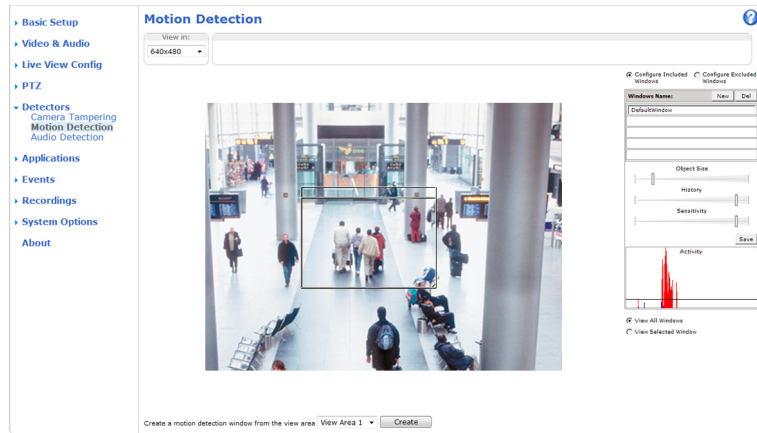 Basic Setup
Video & Audio
Live View Config
PTZ
Detectors
Camera Tampering
Motion Detection
Audio Detection
Applications
Events
Recordings
System Options
About
Motion Detection
?
View in:
640x480
Configure Included Windows
Configure Excluded Windows
Windows Name:
New
Del
DefaultWindow
Object Size
History
Sensitivity
Save
Activity
View All Windows
View Selected Window
Create a motion detection window from the view area
View Area 1
Create